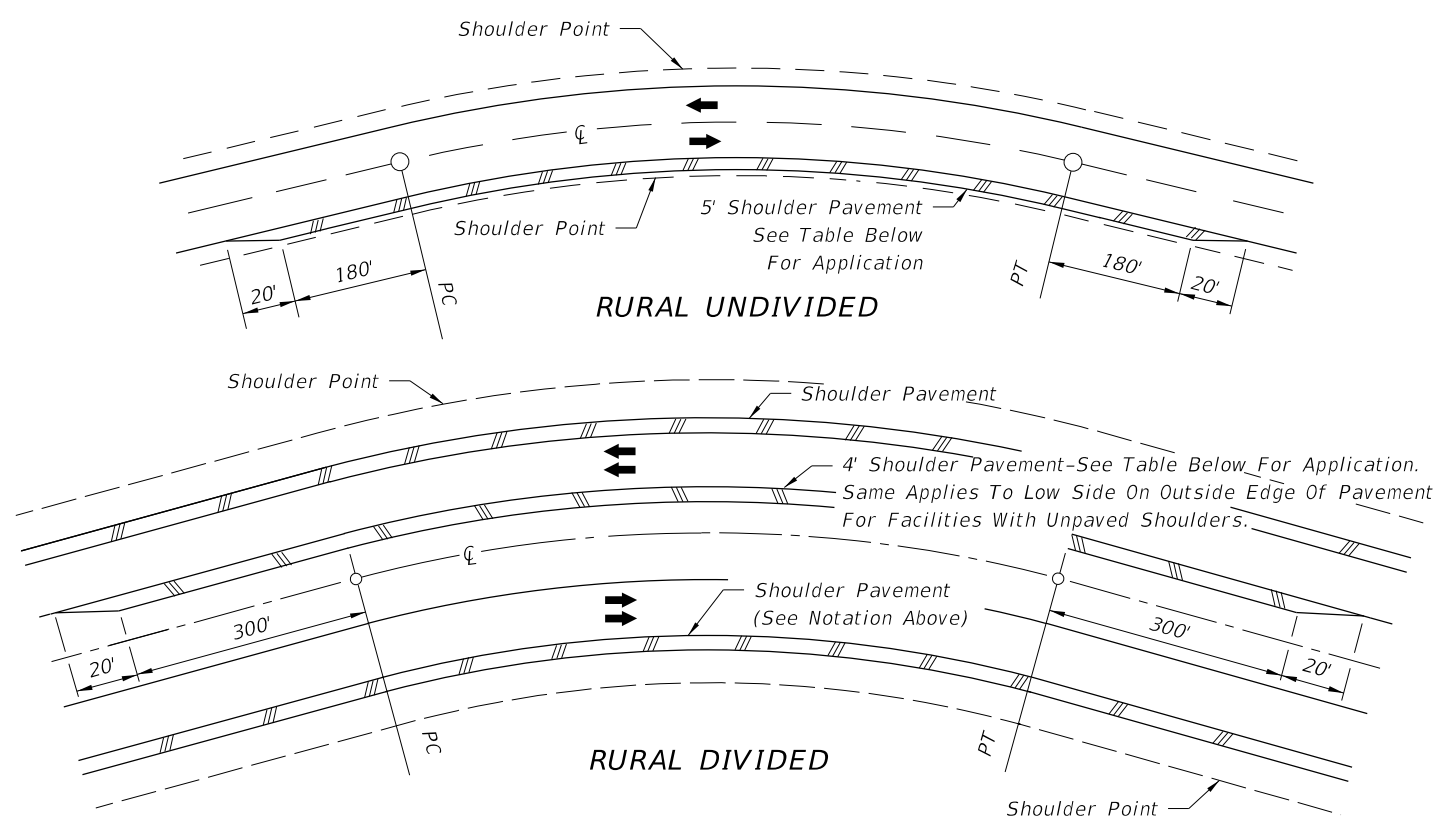 Shoulder Point
℄
Shoulder Point
5' Shoulder Pavement
See Table Below
For Application
20'
180'
PC
PT
180'
20'
RURAL UNDIVIDED
Shoulder Point
Shoulder Pavement
4' Shoulder Pavement-See Table Below For Application.
Same Applies To Low Side On Outside Edge Of Pavement
For Facilities With Unpaved Shoulders.
℄
Shoulder Pavement
(See Notation Above)
20'
300'
300'
20'
PC
PT
RURAL DIVIDED
Shoulder Point